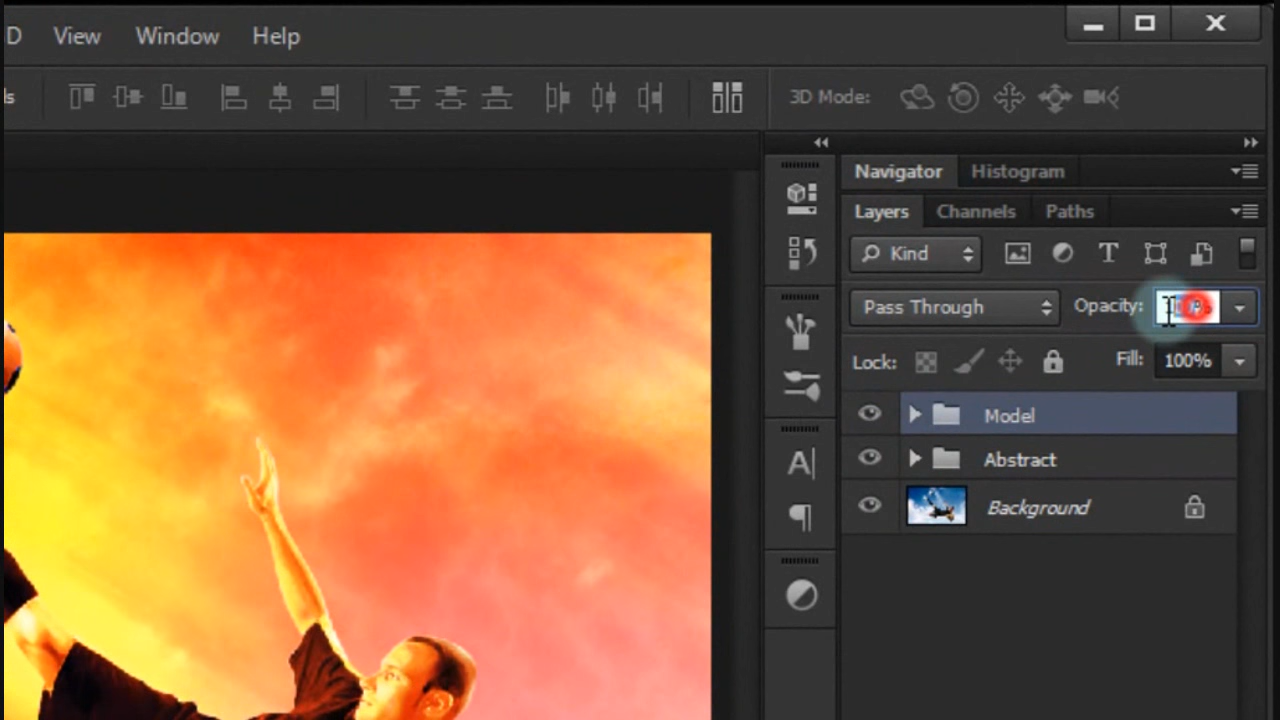 D View Window Help
ls
3D Mode:
Navigator Histogram
Layers Channels Paths
Kind
Pass Through Opacity:
Lock: Fill: 100%
Model
Abstract
Background